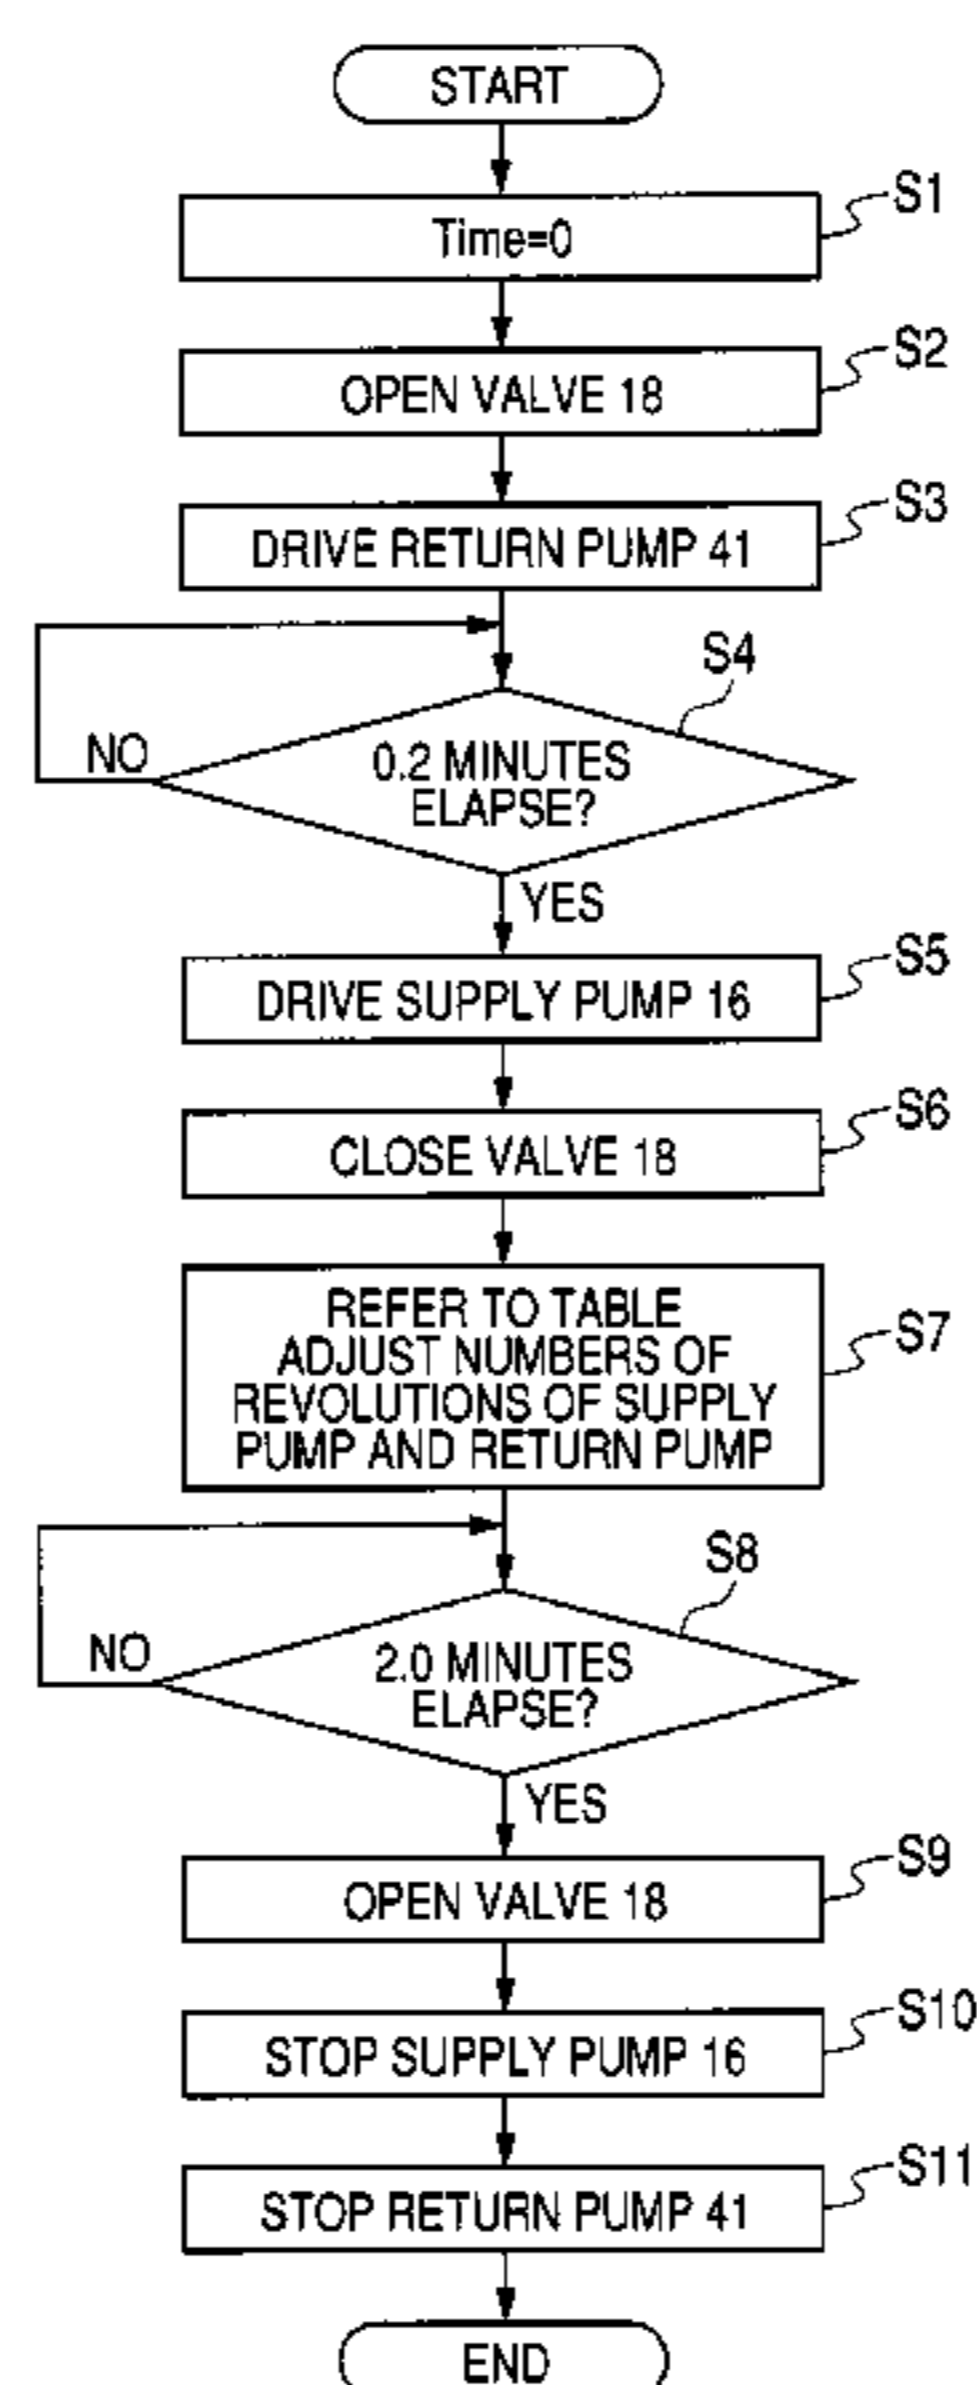 START
S1
Time=0
S2
OPEN VALVE 18
S3
DRIVE RETURN PUMP 41
S4
NO
0.2 MINUTES
ELAPSE?
YES
S5
DRIVE SUPPLY PUMP 16
S6
CLOSE VALVE 18
REFER TO TABLE
S7
ADJUST NUMBERS OF
REVOLUTIONS OF SUPPLY
PUMP AND RETURN PUMP
S8
NO
2.0 MINUTES
ELAPSE?
YES
S9
OPEN VALVE 18
S10
STOP SUPPLY PUMP 16
S11
STOP RETURN PUMP 41
END